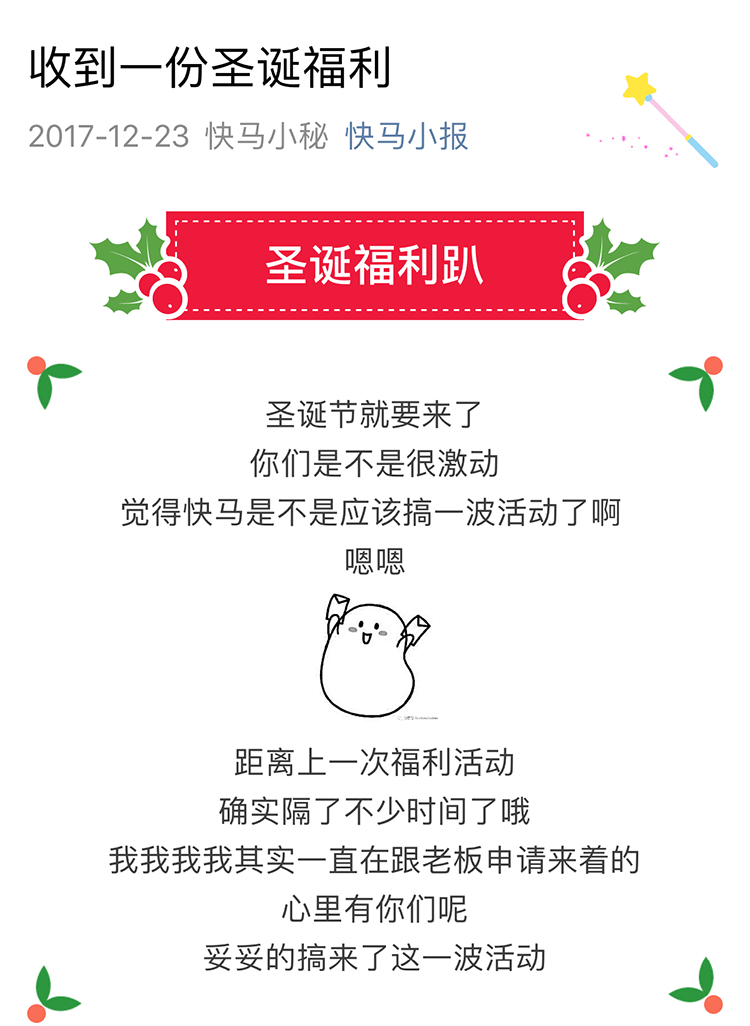 收到一份圣诞福利
2017-12-23 快马小秘 快马小报
圣诞福利趴
圣诞节就要来了
你们是不是很激动
觉得快马是不是应该搞一波活动了啊
嗯嗯
距离上一次福利活动
确实隔了不少时间了哦
我我我我其实一直在跟老板申请来着的
心里有你们呢
妥妥的搞来了这一波活动